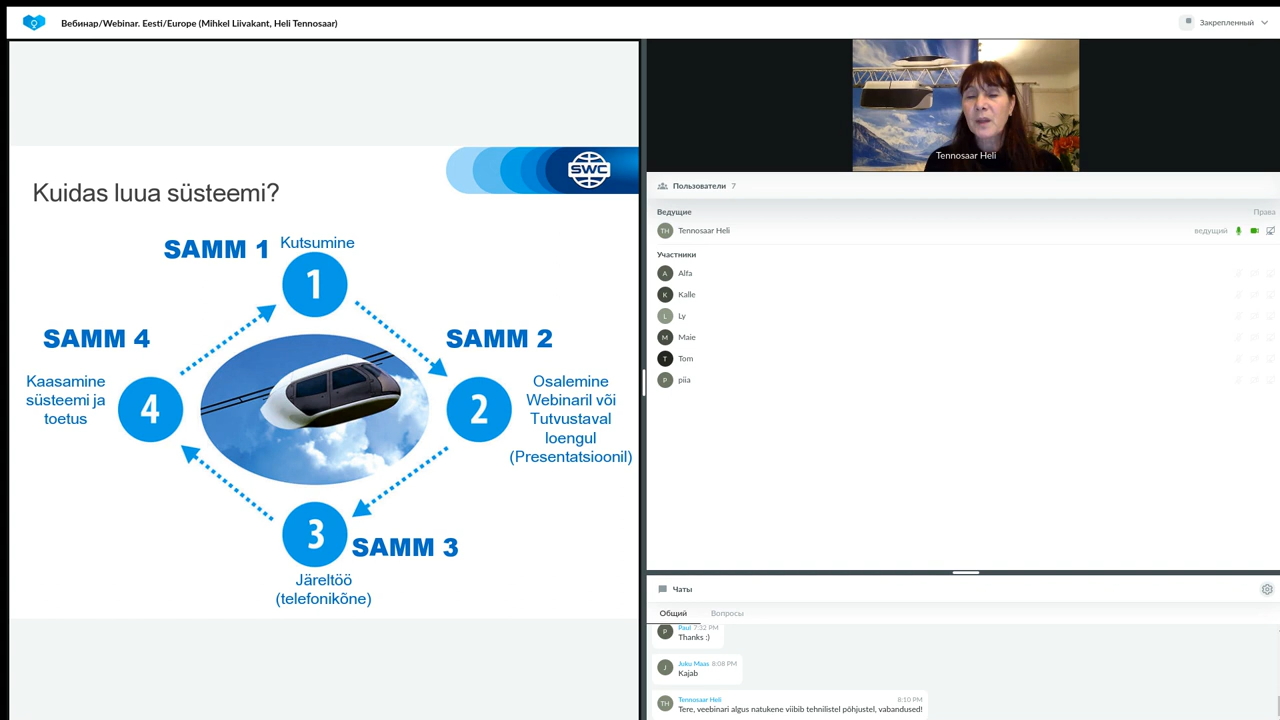 Вебинар/Webinar. Eesti/Europe (Mihkel Liivakant, Heli Tennosaar)
Закрепленный
SWC
Kuidas luua süsteemi?
SAMM 1
Kutsumine
1
SAMM 4
SAMM 2
Kaasamine
süsteemi ja
toetus
4
2
Osalemine
Webinaril või
Tutvustaval
loengul
(Presentatsioonil)
3
SAMM 3
Järeltöö
(telefonikõne)
Tennosaar Heli
Пользователи 7
Ведущие
Права
TH Tennosaar Heli
ведущий
Участники
A Alfa
K Kalle
L Ly
M Maie
T Tom
P piia
Чаты
Общий
Вопросы
Paul 7:32 PM
P Thanks :)
Juku Maas 8:08 PM
J Kajab
Tennosaar Heli 8:10 PM
TH Tere, veebinari algus natukene viibib tehnilistel põhjustel, vabandused!